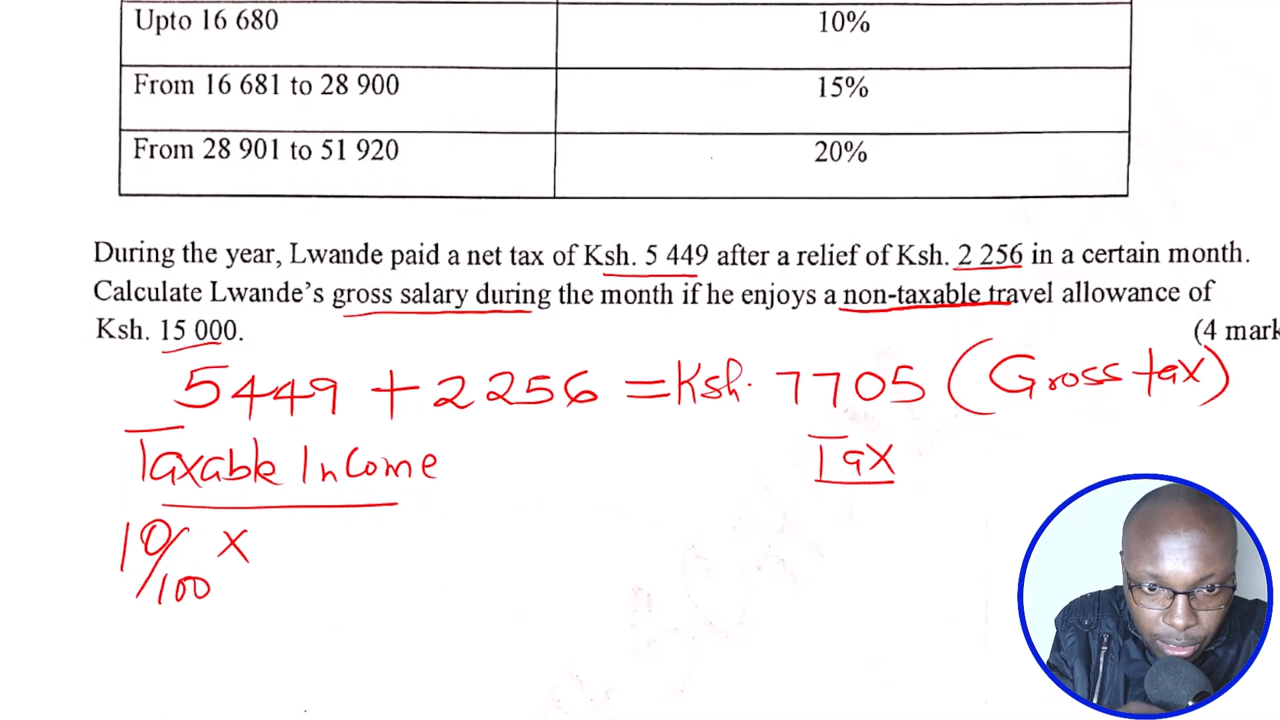 Upto 16 680 10%
From 16 681 to 28 900 15%
From 28 901 to 51 920 20%
During the year, Lwande paid a net tax of Ksh. 5 449 after a relief of Ksh. 2 256 in a certain month.
Calculate Lwande's gross salary during the month if he enjoys a non-taxable travel allowance of
Ksh. 15 000. (4 mark
5449 + 2256 = Ksh. 7705 (Gross tax)
Taxable Income Tax
10/100 x